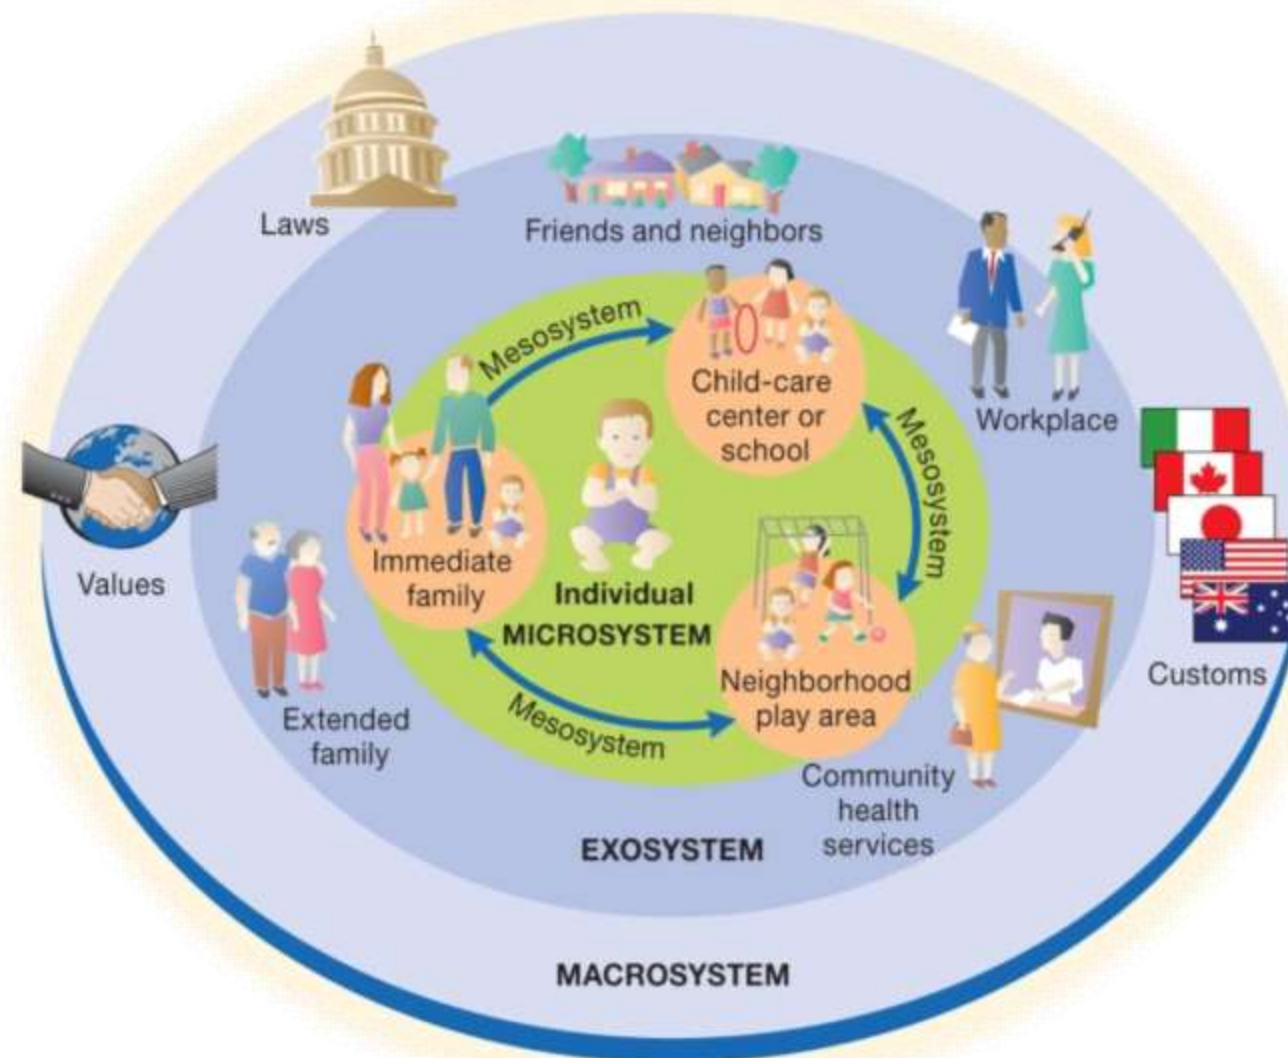 Laws
Friends and neighbors
Mesosystem
Child-care
center or
school
Workplace
Mesosystem
Values
Immediate
family
Individual
MICROSYSTEM
Neighborhood
play area
Customs
Mesosystem
Extended
family
Community
health
services
EXOSYSTEM
MACROSYSTEM